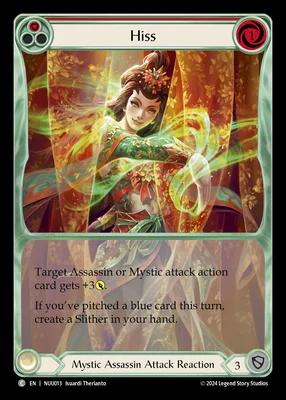 Hiss
1
Target Assassin or Mystic attack action
card gets +3.
If you've pitched a blue card this turn,
create a Slither in your hand.
Mystic Assassin Attack Reaction 3
C EN | NUU013 Isuardi Therianto © 2024 Legend Story Studios